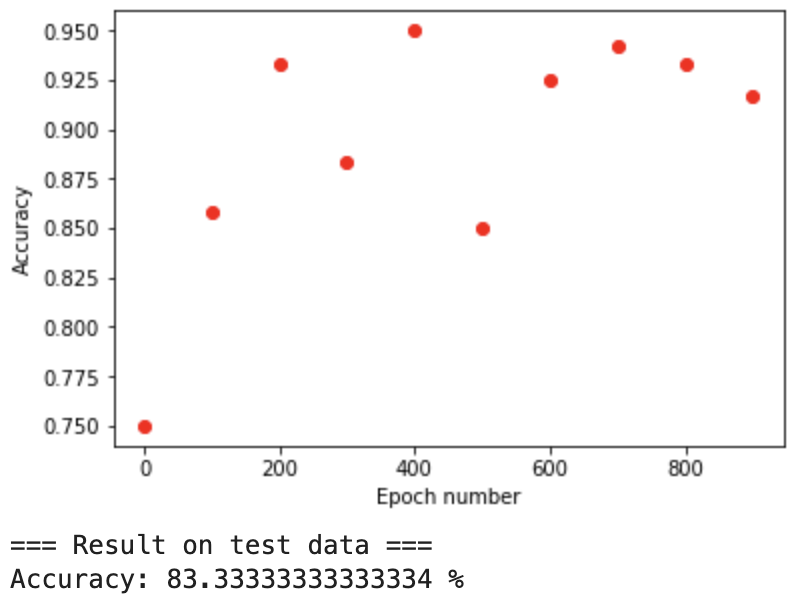 0.950
0.925
0.900
0.875
0.850
0.825
0.800
0.775
0.750
Accuracy
0 200 400 600 800
Epoch number
=== Result on test data ===
Accuracy: 83.33333333333334 %